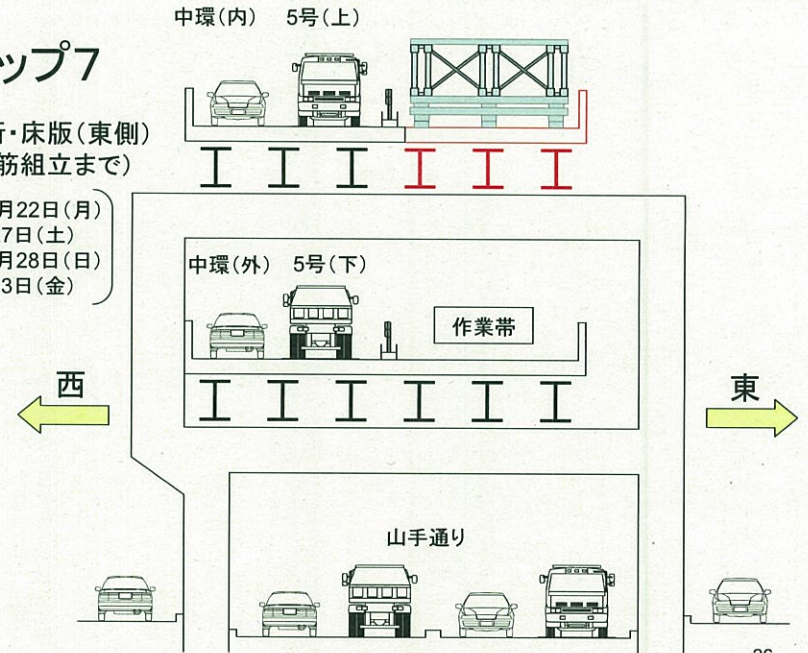 中環(内) 5号(上)
ップ7
・床版(東側)
筋組立まで)
月22日(月)
7日(土)
月28日(日)
3日(金)
中環(外) 5号(下)
作業帯
西
東
山手通り